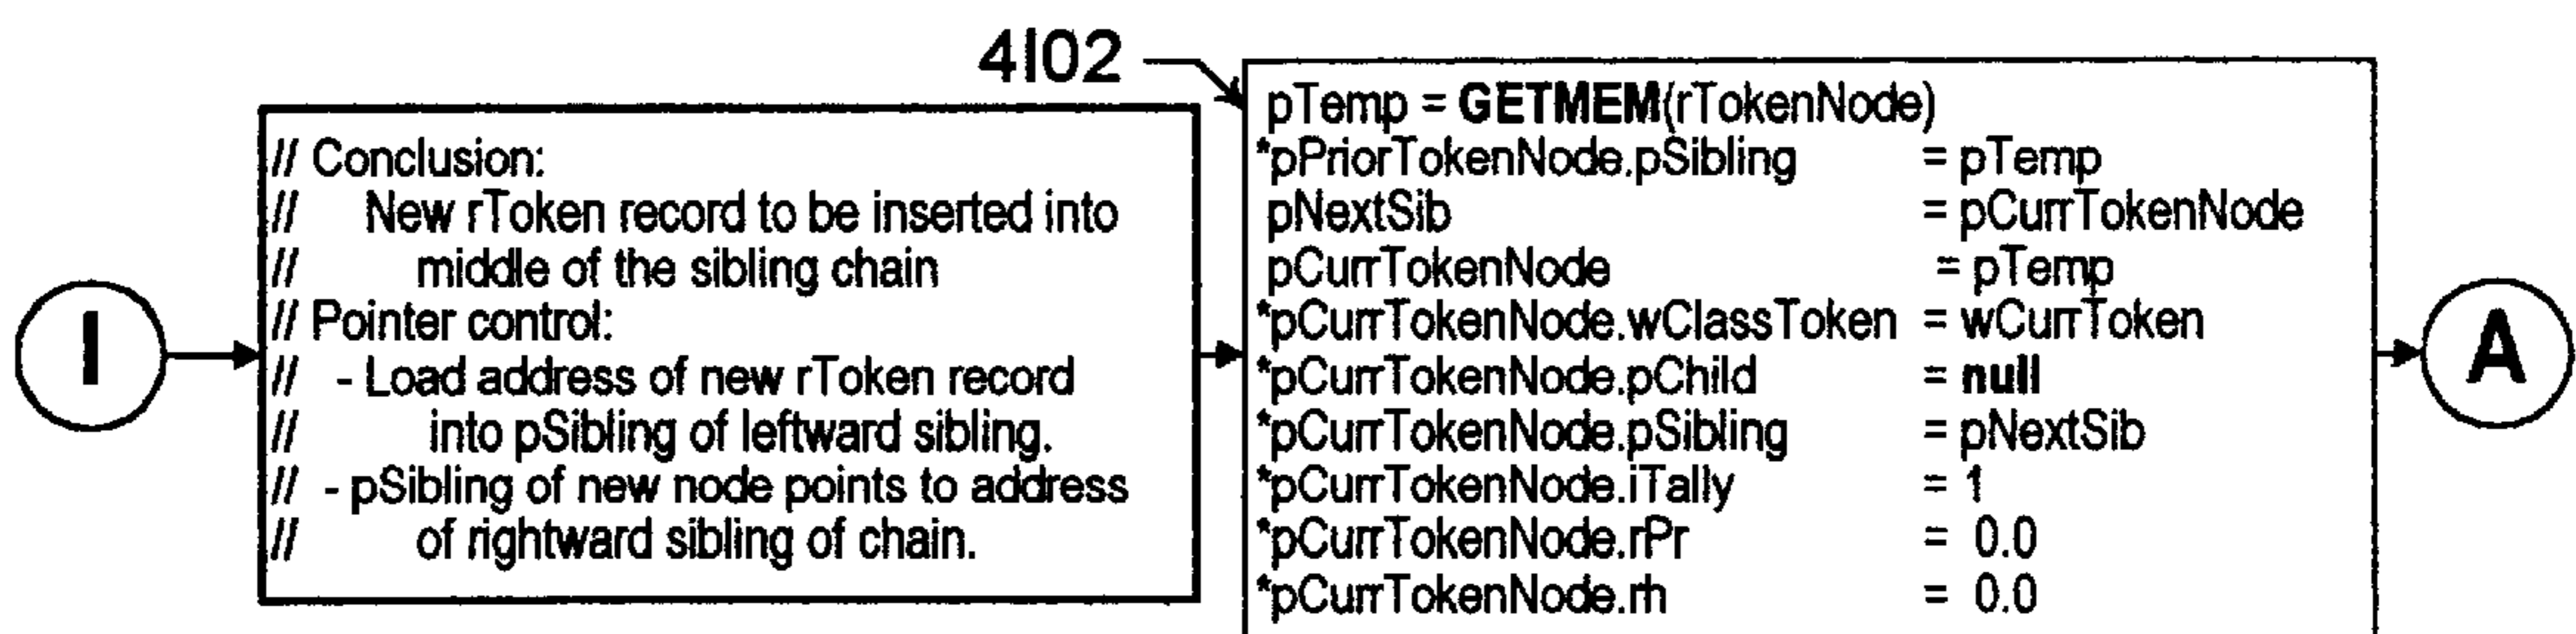 4I02
I
// Conclusion:
// New rToken record to be inserted into
// middle of the sibling chain
// Pointer control:
// - Load address of new rToken record
// into pSibling of leftward sibling.
// - pSibling of new node points to address
// of rightward sibling of chain.
pTemp = GETMEM(rTokenNode)
*pPriorTokenNode.pSibling = pTemp
pNextSib = pCurrTokenNode
pCurrTokenNode = pTemp
*pCurrTokenNode.wClassToken = wCurrToken
*pCurrTokenNode.pChild = null
*pCurrTokenNode.pSibling = pNextSib
*pCurrTokenNode.iTally = 1
*pCurrTokenNode.rPr = 0.0
*pCurrTokenNode.rh = 0.0
A